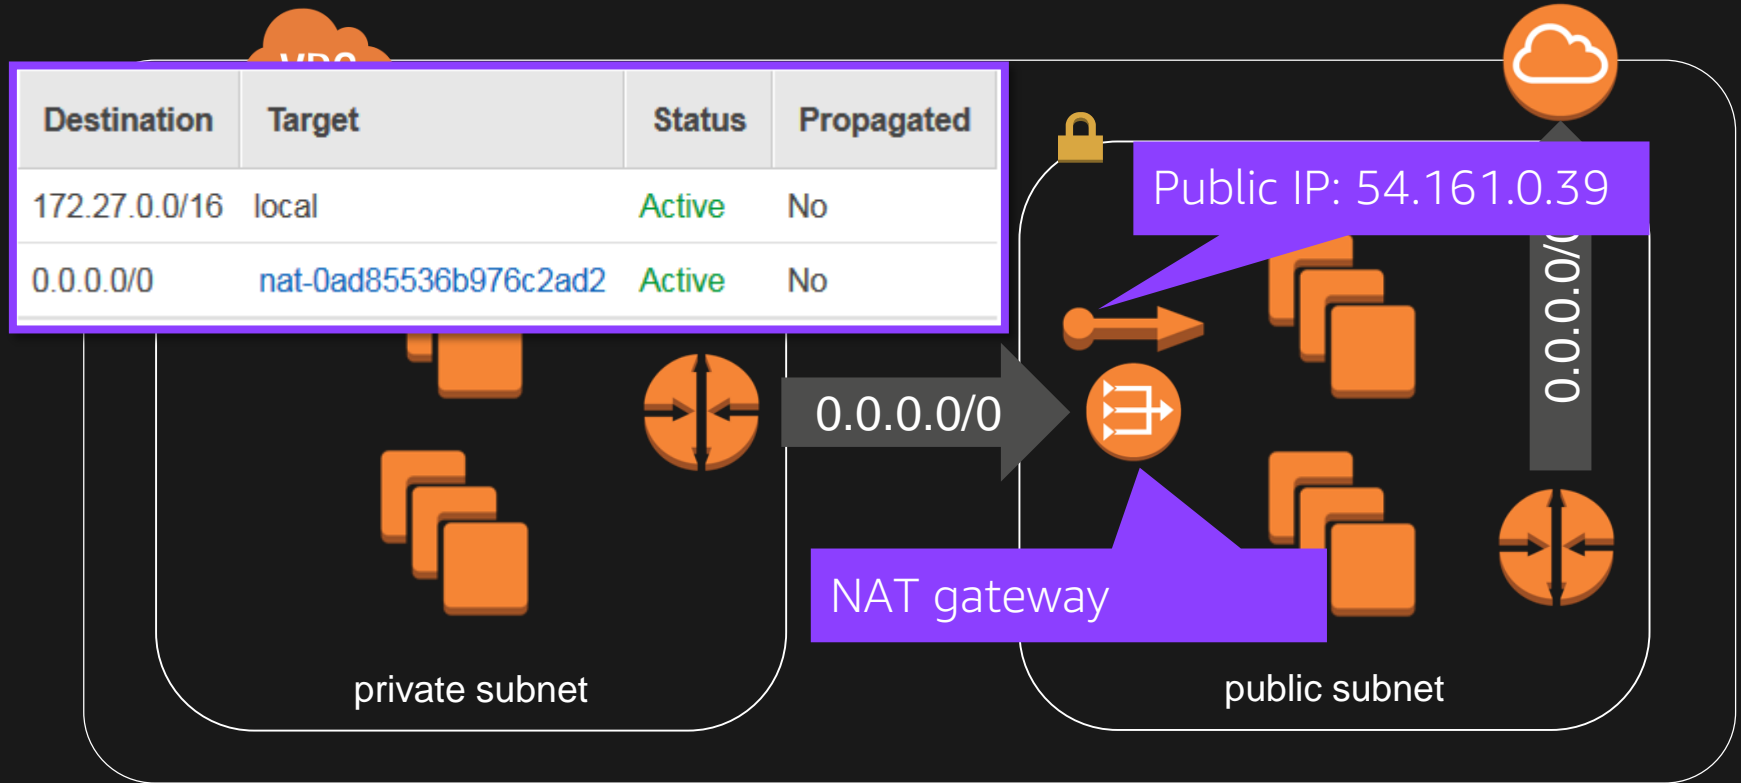 Destination Target Status Propagated
172.27.0.0/16 local Active No
0.0.0.0/0 nat-0ad85536b976c2ad2 Active No
Public IP: 54.161.0.39
0.0.0.0/0
0.0.0.0/0
NAT gateway
private subnet
public subnet